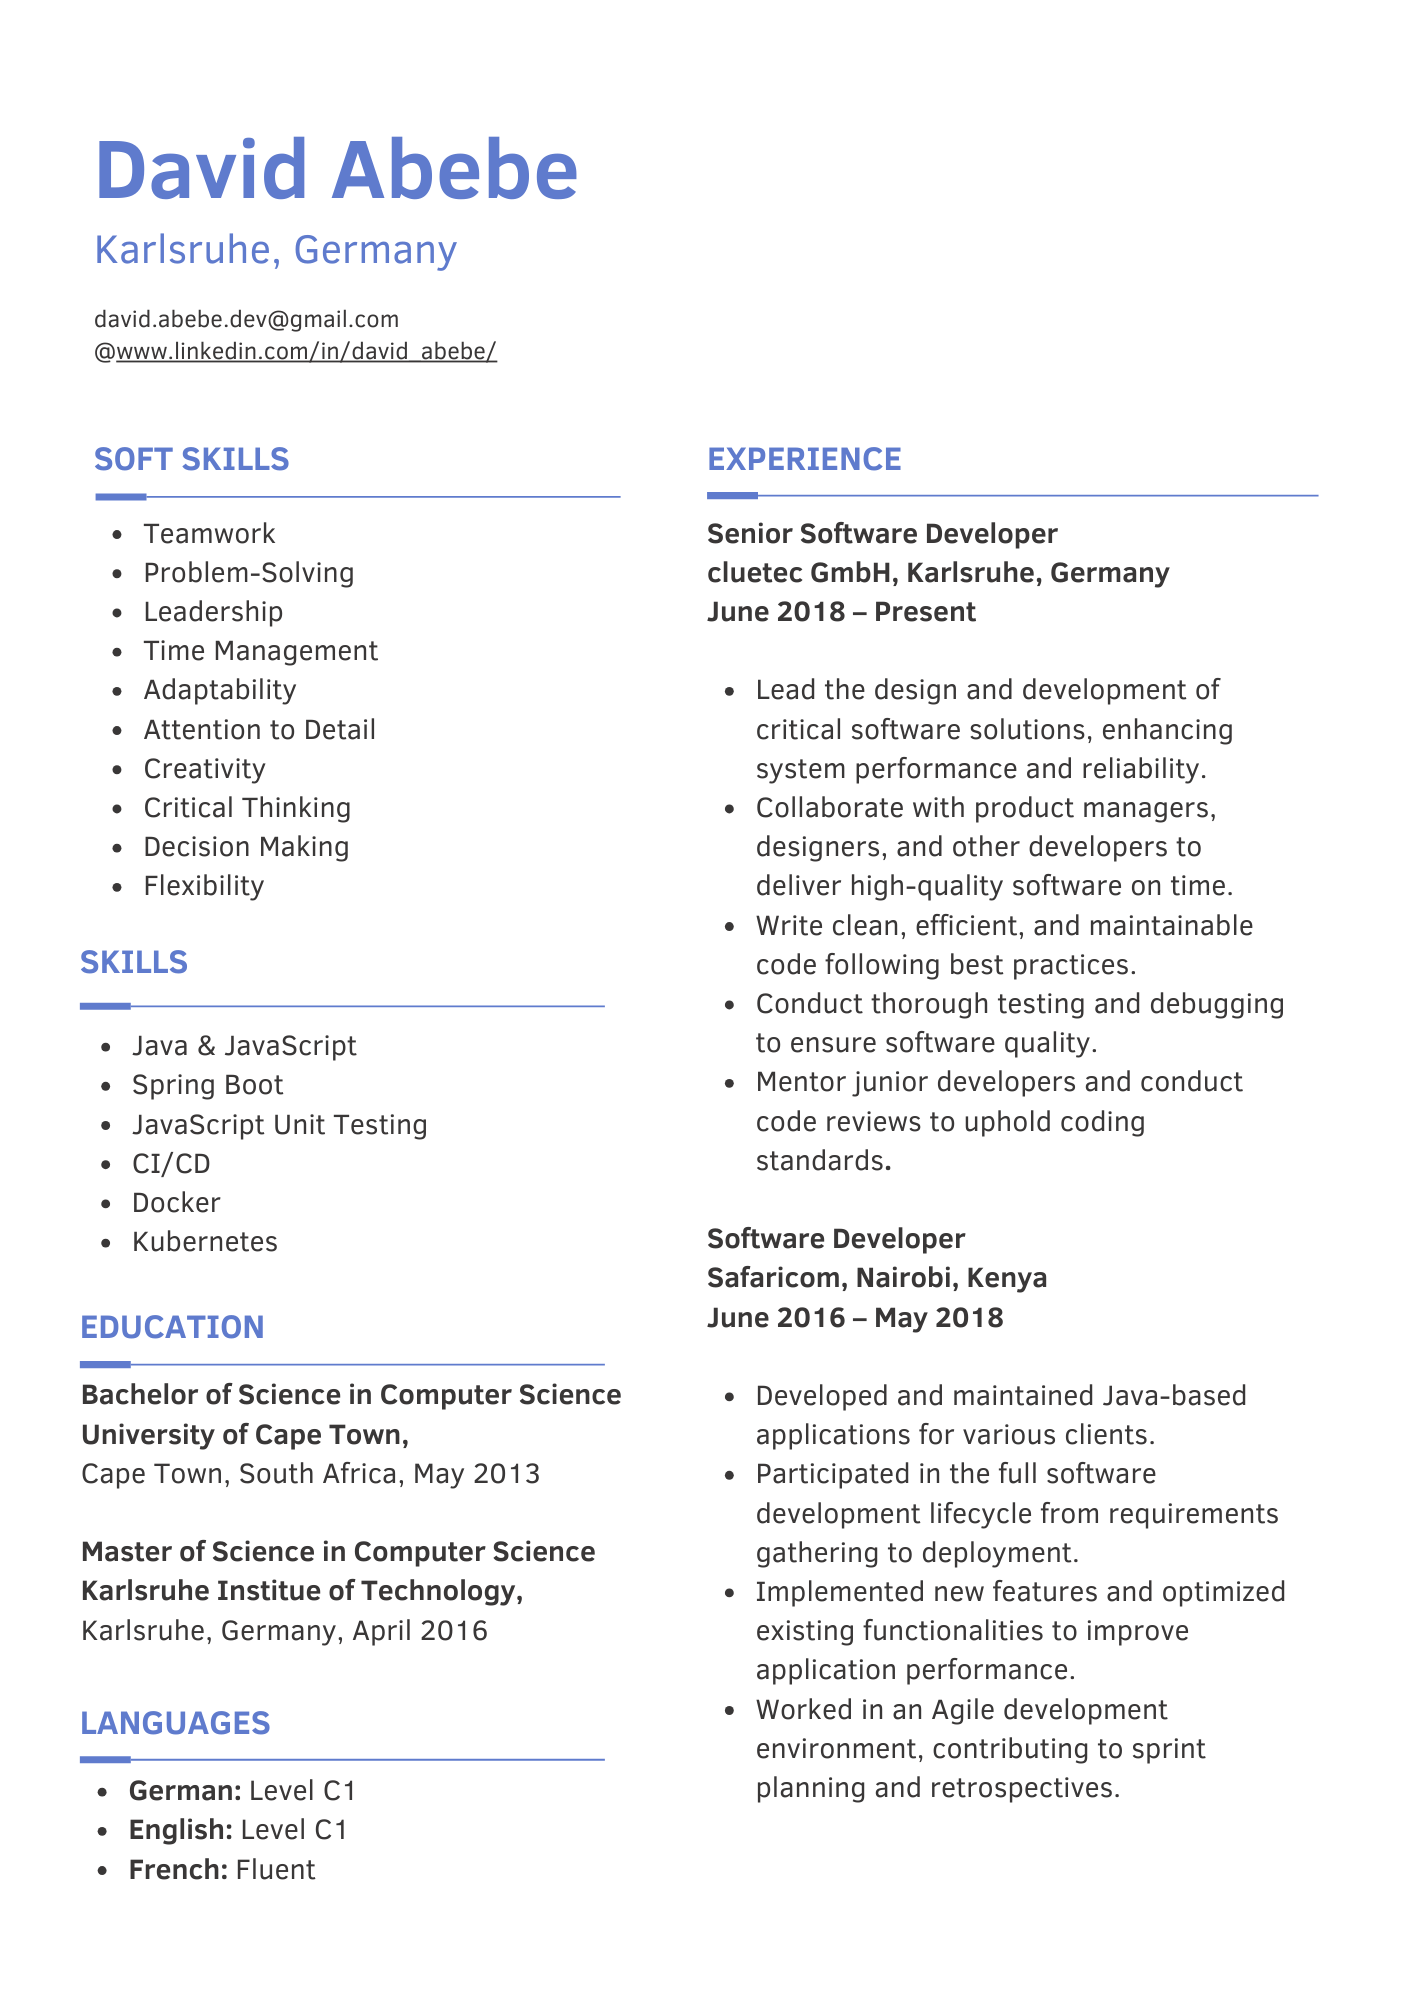 David Abebe
Karlsruhe, Germany
david.abebe.dev@gmail.com
@www.linkedin.com/in/david_abebe/
SOFT SKILLS
• Teamwork
• Problem-Solving
• Leadership
• Time Management
• Adaptability
• Attention to Detail
• Creativity
• Critical Thinking
• Decision Making
• Flexibility
SKILLS
• Java & JavaScript
• Spring Boot
• JavaScript Unit Testing
• CI/CD
• Docker
• Kubernetes
EDUCATION
Bachelor of Science in Computer Science
University of Cape Town,
Cape Town, South Africa, May 2013
Master of Science in Computer Science
Karlsruhe Institue of Technology,
Karlsruhe, Germany, April 2016
LANGUAGES
• German: Level C1
• English: Level C1
• French: Fluent
EXPERIENCE
Senior Software Developer
cluetec GmbH, Karlsruhe, Germany
June 2018 – Present
• Lead the design and development of
critical software solutions, enhancing
system performance and reliability.
• Collaborate with product managers,
designers, and other developers to
deliver high-quality software on time.
• Write clean, efficient, and maintainable
code following best practices.
• Conduct thorough testing and debugging
to ensure software quality.
• Mentor junior developers and conduct
code reviews to uphold coding
standards.
Software Developer
Safaricom, Nairobi, Kenya
June 2016 – May 2018
• Developed and maintained Java-based
applications for various clients.
• Participated in the full software
development lifecycle from requirements
gathering to deployment.
• Implemented new features and optimized
existing functionalities to improve
application performance.
• Worked in an Agile development
environment, contributing to sprint
planning and retrospectives.